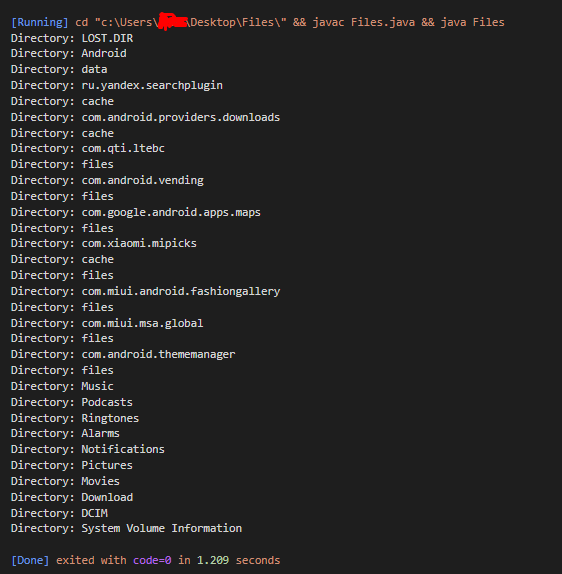 [Running] cd "c:\Users\ \Desktop\Files\" && javac Files.java && java Files
Directory: LOST.DIR
Directory: Android
Directory: data
Directory: ru.yandex.searchplugin
Directory: cache
Directory: com.android.providers.downloads
Directory: cache
Directory: com.qti.ltebc
Directory: files
Directory: com.android.vending
Directory: files
Directory: com.google.android.apps.maps
Directory: files
Directory: com.xiaomi.mipicks
Directory: cache
Directory: files
Directory: com.miui.android.fashiongallery
Directory: files
Directory: com.miui.msa.global
Directory: files
Directory: com.android.thememanager
Directory: files
Directory: Music
Directory: Podcasts
Directory: Ringtones
Directory: Alarms
Directory: Notifications
Directory: Pictures
Directory: Movies
Directory: Download
Directory: DCIM
Directory: System Volume Information
[Done] exited with code=0 in 1.209 seconds